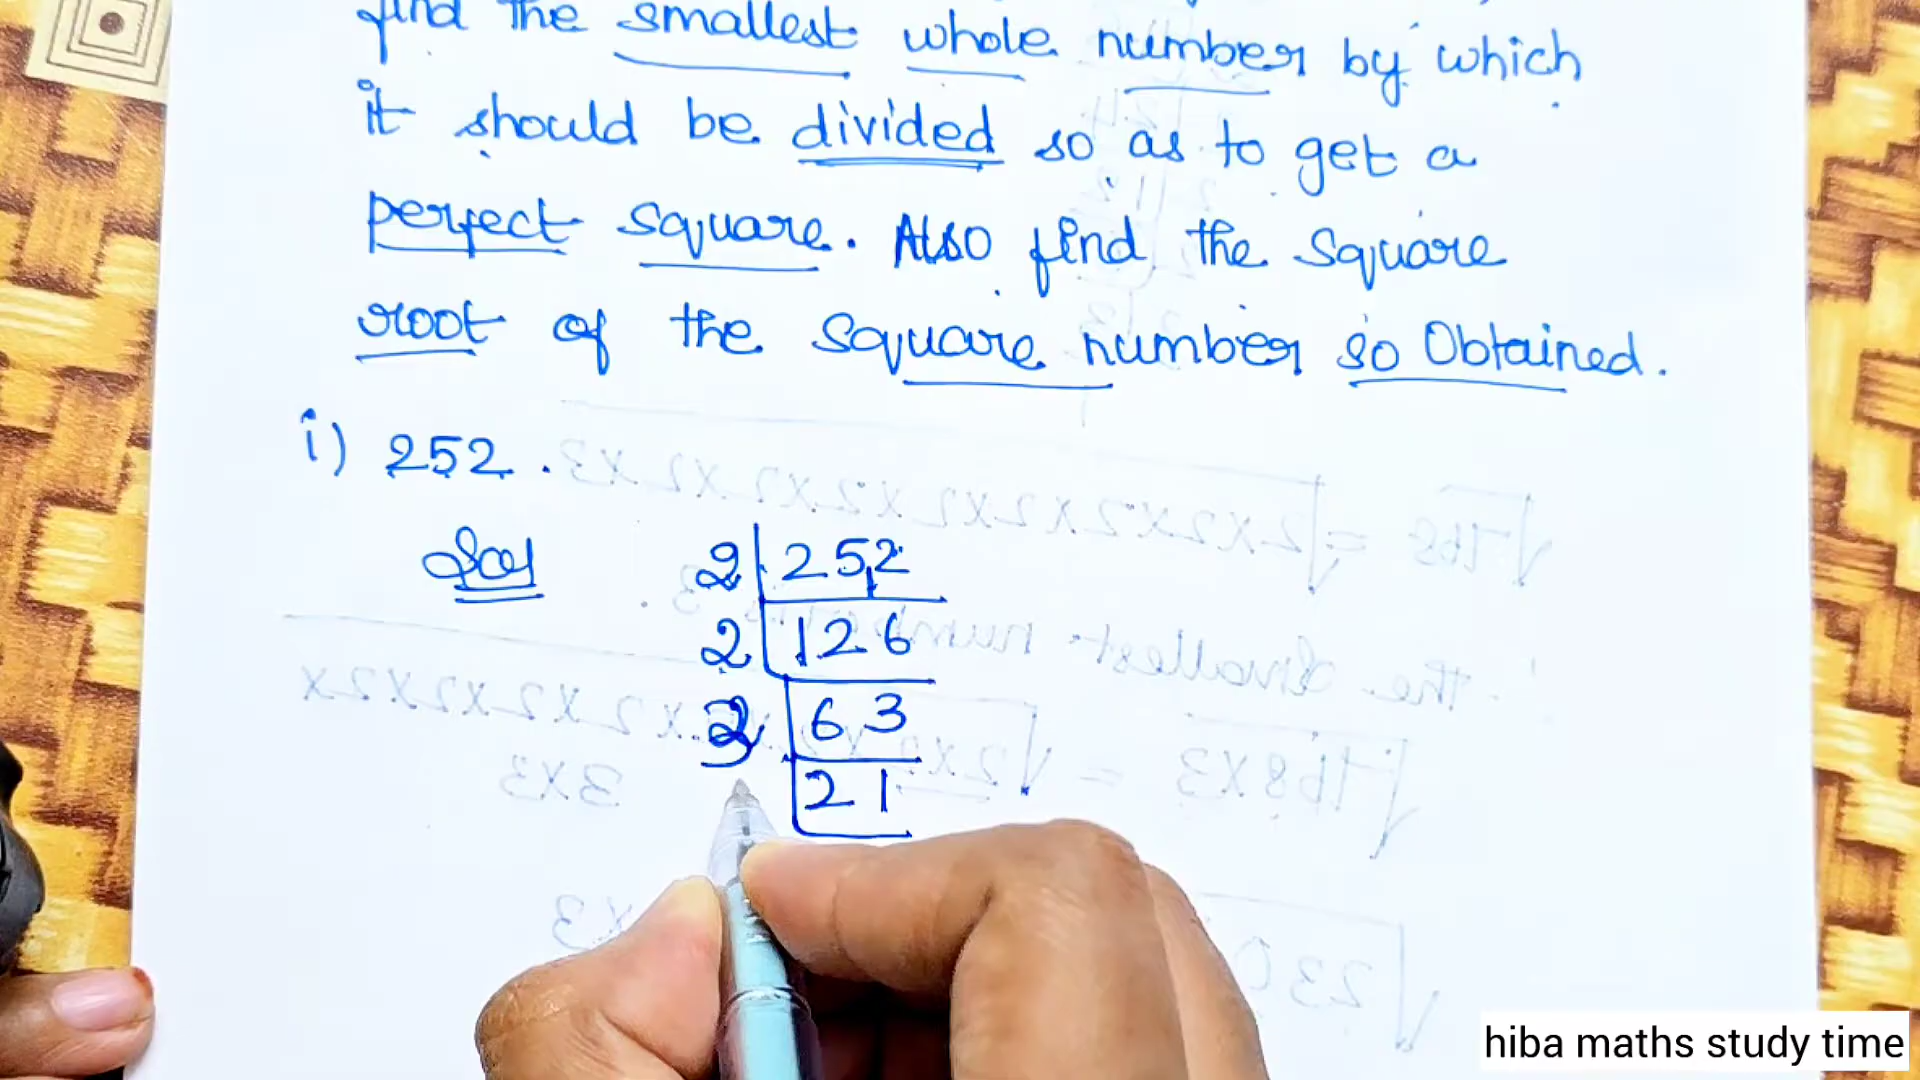 find the smallest whole number by which
it should be divided so as to get a
perfect square. Also find the square
root of the square number so obtained.
i) 252.
Sol
2 | 252
2 | 126
3 | 63
21
hiba maths study time